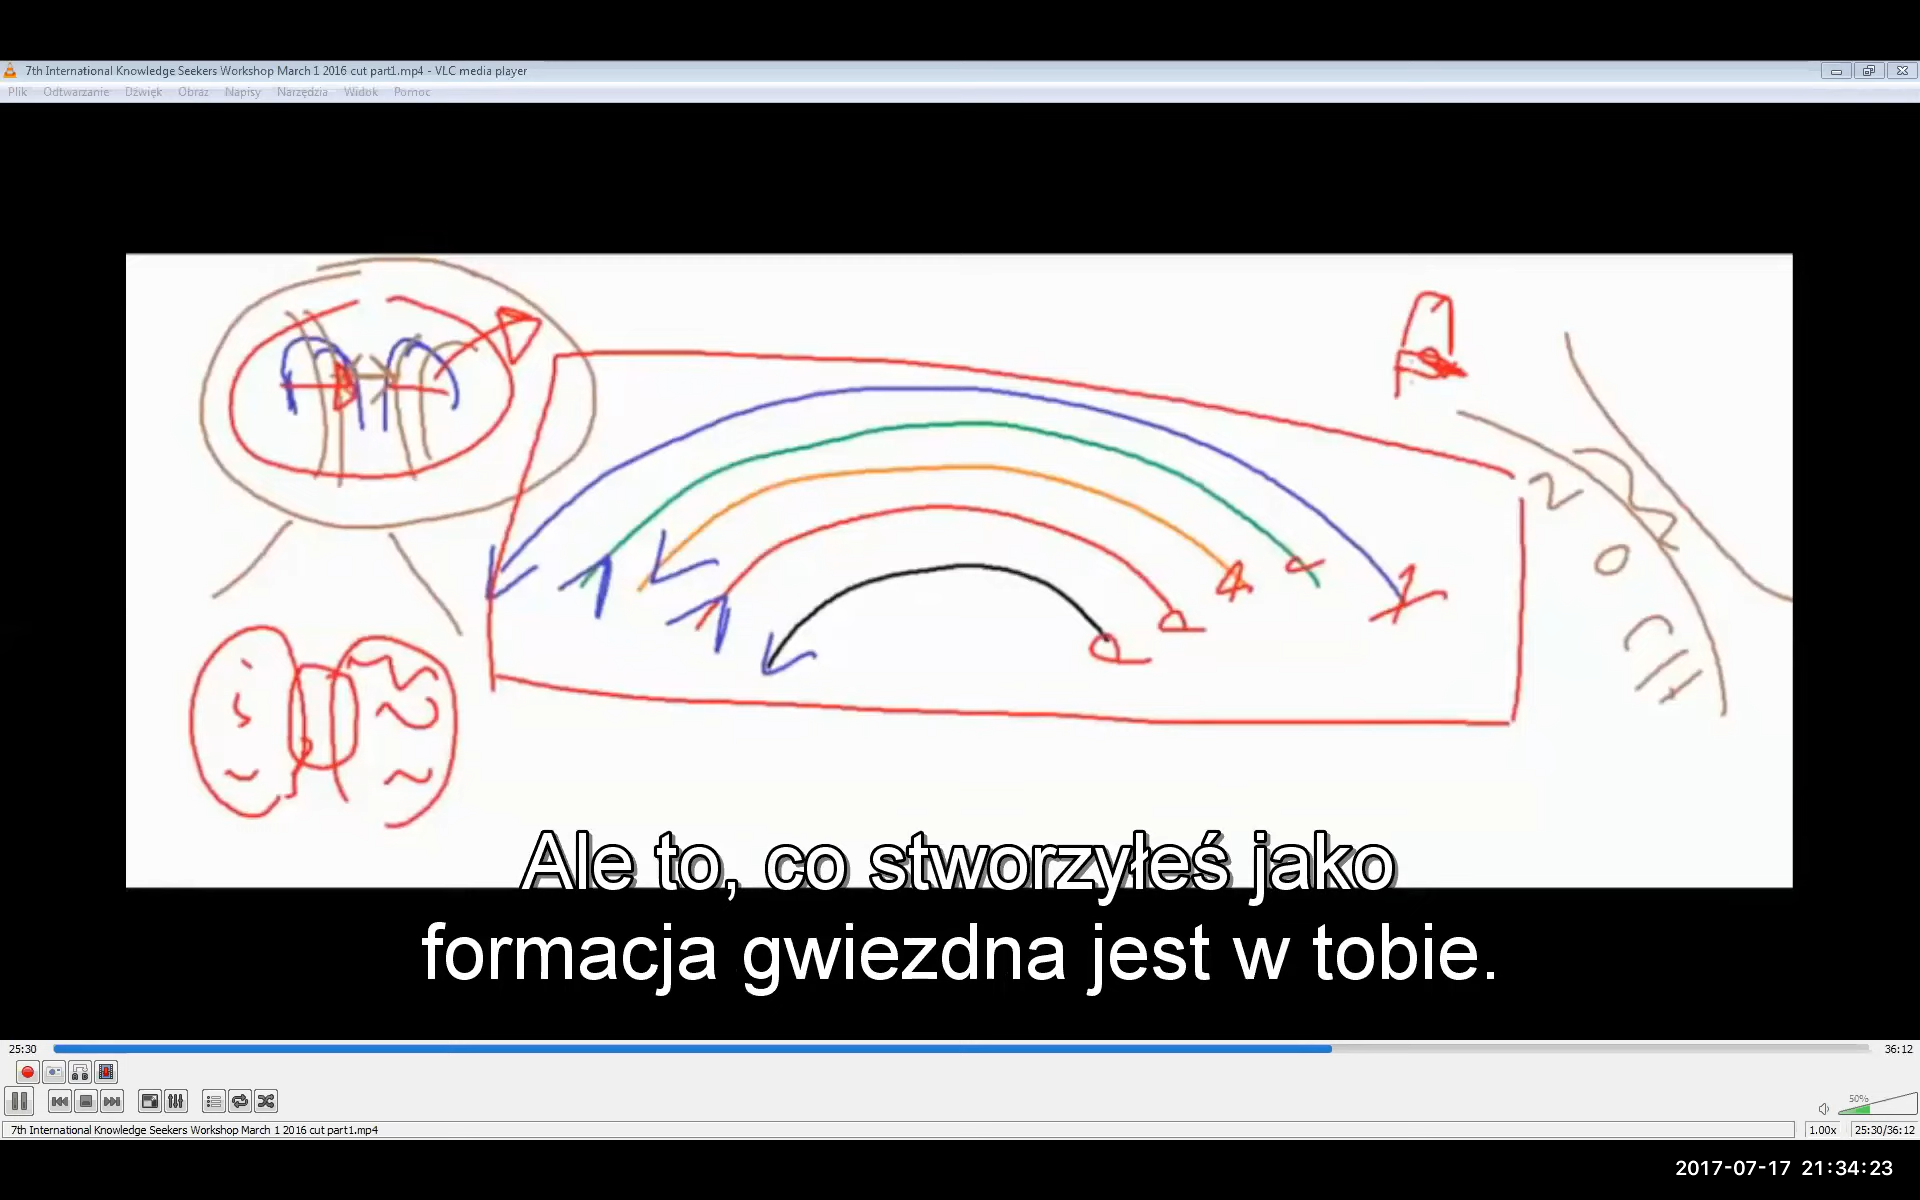 7th International Knowledge Seekers Workshop March 1 2016 cut part1.mp4 - VLC media player
Plik Odtwarzanie Dźwięk Obraz Napisy Narzędzia Widok Pomoc
Ale to, co stworzyłeś jako
formacja gwiezdna jest w tobie.
25:30 36:12
50%
7th International Knowledge Seekers Workshop March 1 2016 cut part1.mp4 1.00x 25:30/36:12
2017-07-17 21:34:23